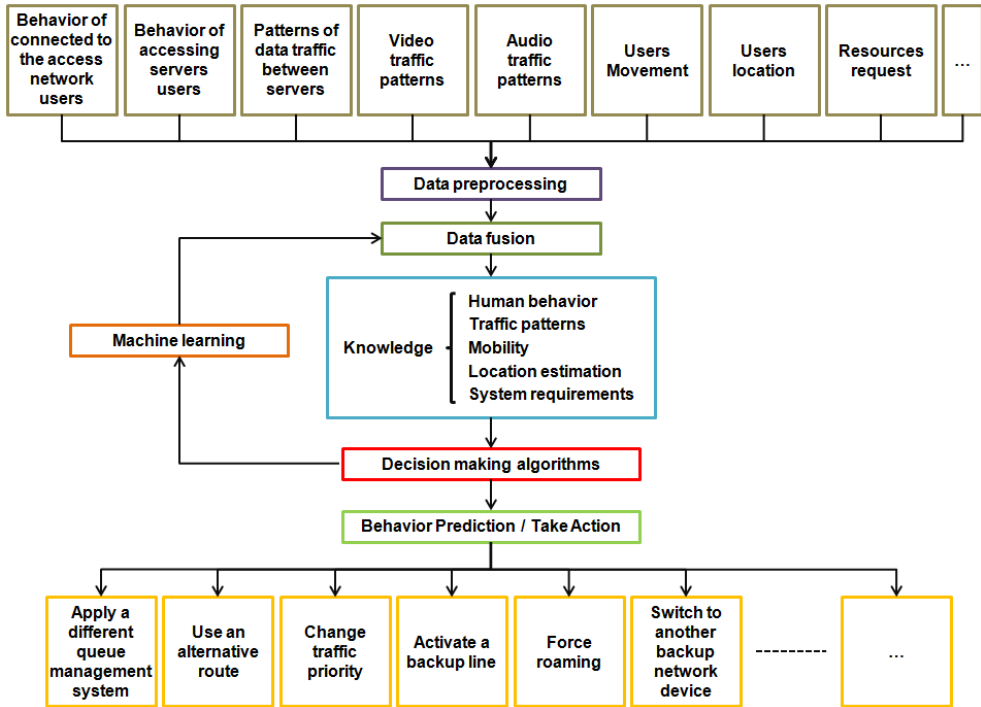 Behavior of
connected to
the access
network
users
Behavior of
accessing
servers
users
Patterns of
data traffic
between
servers
Video
traffic
patterns
Audio
traffic
patterns
Users
Movement
Users
location
Resources
request
...
Data preprocessing
Data fusion
Machine learning
Knowledge
Human behavior
Traffic patterns
Mobility
Location estimation
System requirements
Decision making algorithms
Behavior Prediction / Take Action
Apply a
different
queue
management
system
Use an
alternative
route
Change
traffic
priority
Activate a
backup line
Force
roaming
Switch to
another
backup
network
device
...